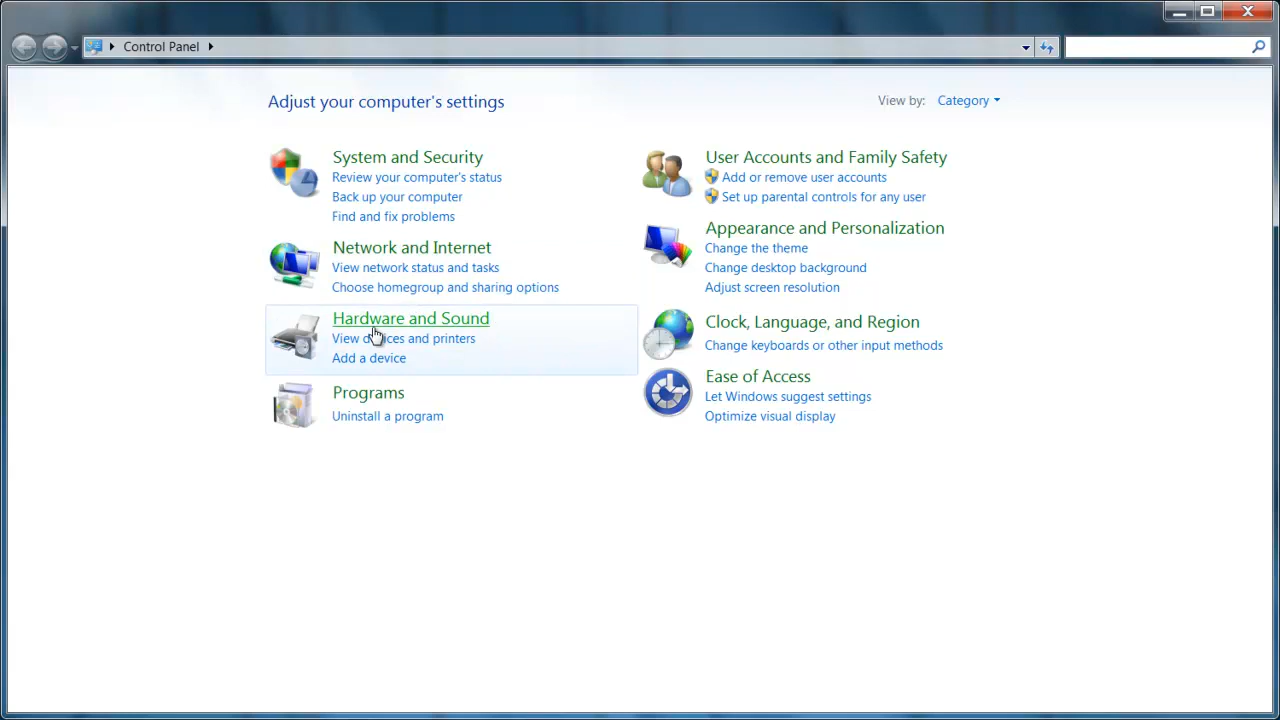 Control Panel
Adjust your computer's settings
View by: Category
System and Security
Review your computer's status
Back up your computer
Find and fix problems
Network and Internet
View network status and tasks
Choose homegroup and sharing options
Hardware and Sound
View devices and printers
Add a device
Programs
Uninstall a program
User Accounts and Family Safety
Add or remove user accounts
Set up parental controls for any user
Appearance and Personalization
Change the theme
Change desktop background
Adjust screen resolution
Clock, Language, and Region
Change keyboards or other input methods
Ease of Access
Let Windows suggest settings
Optimize visual display